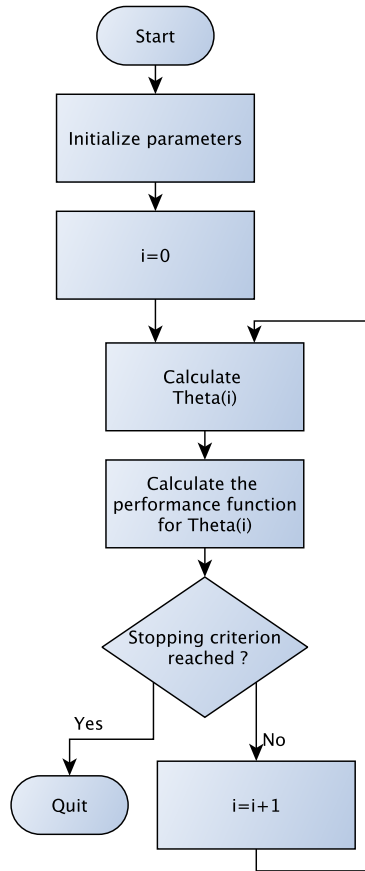 Start
Initialize parameters
i=0
Calculate
Theta(i)
Calculate the
performance function
for Theta(i)
Stopping criterion
reached ?
Yes
No
Quit
i=i+1